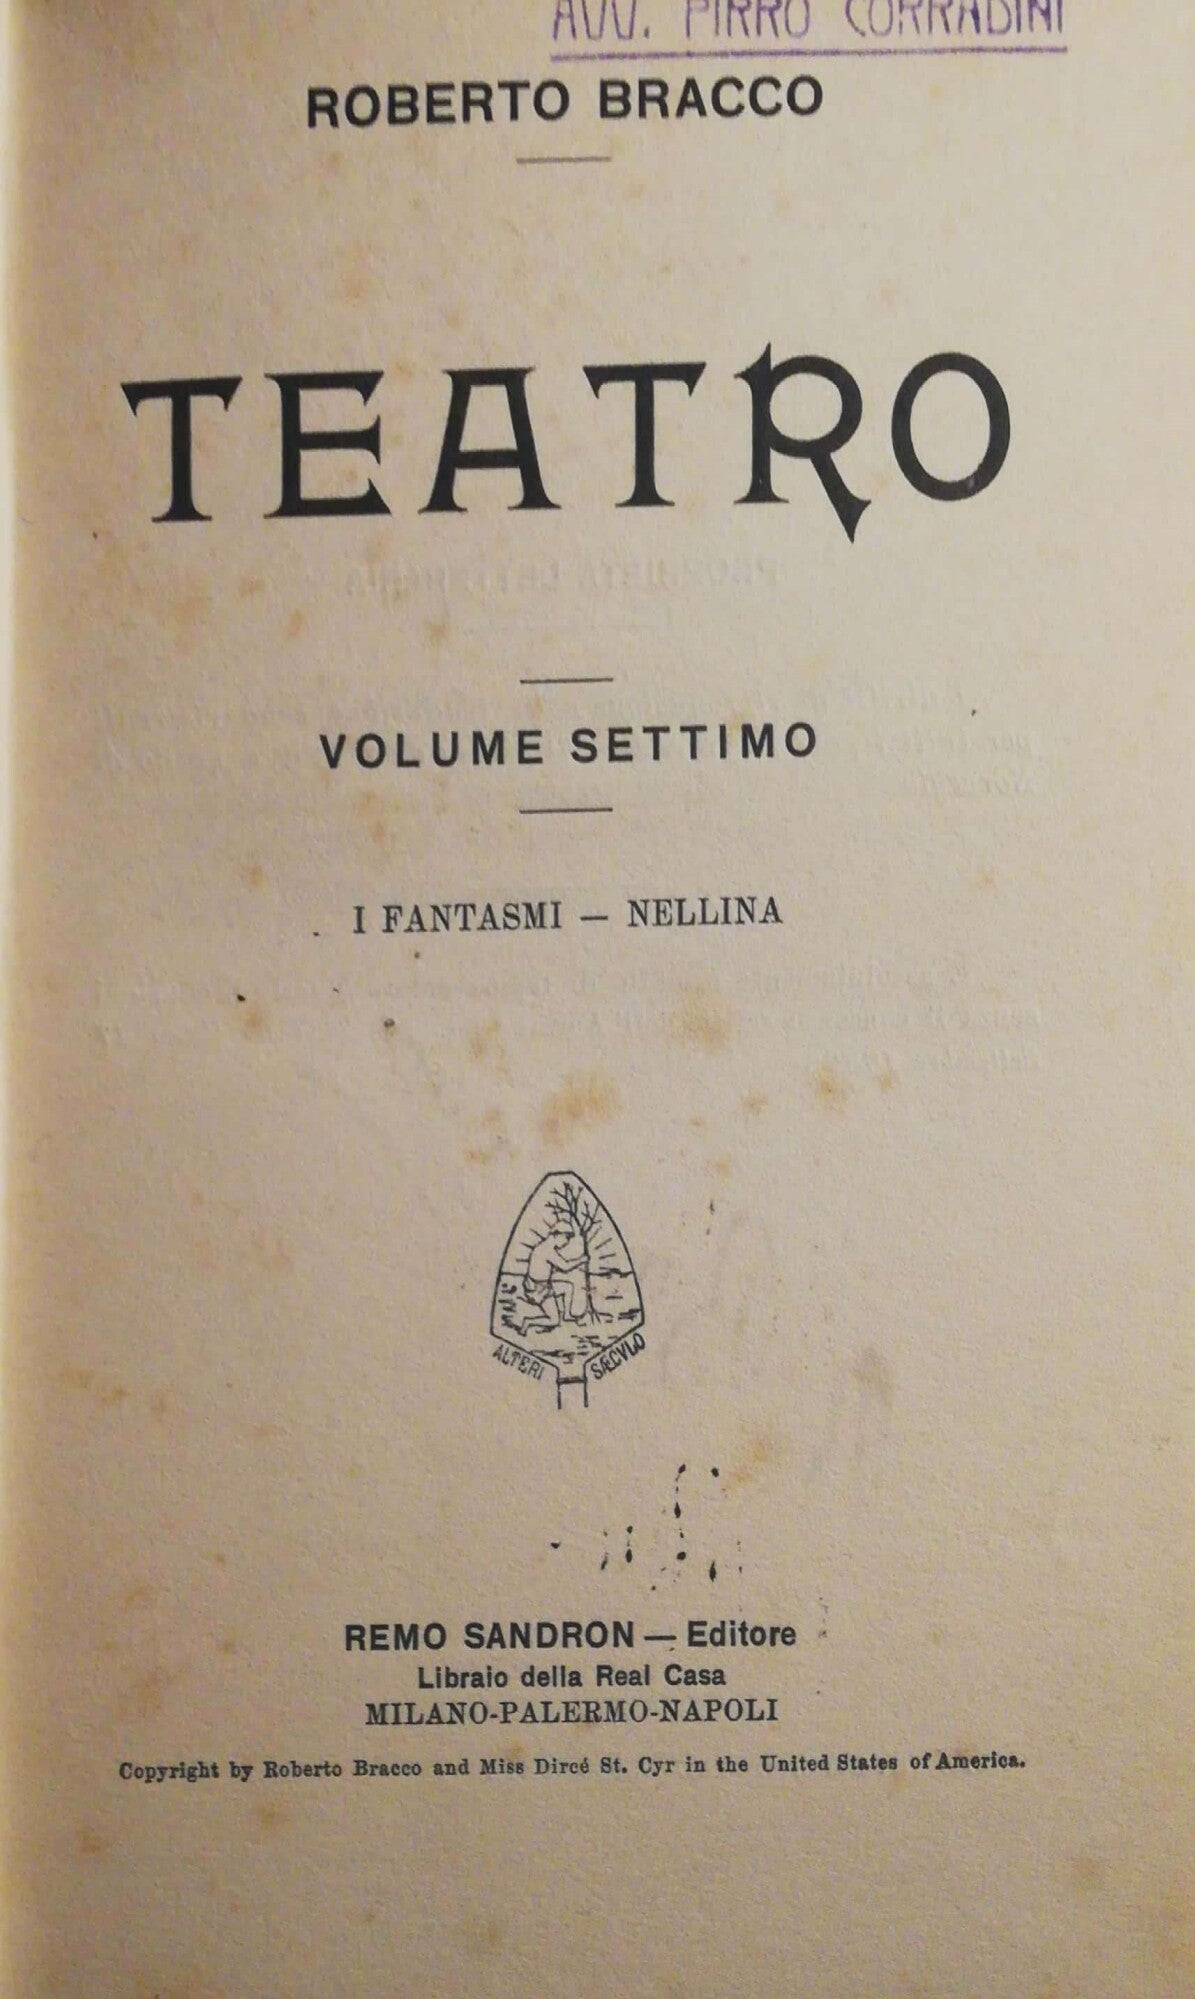 AVV. PIRRO CORRADINI
ROBERTO BRACCO
TEATRO
VOLUME SETTIMO
I FANTASMI — NELLINA
ALTERI SÆCVLO
REMO SANDRON — Editore
Libraio della Real Casa
MILANO-PALERMO-NAPOLI
Copyright by Roberto Bracco and Miss Dircé St. Cyr in the United States of America.